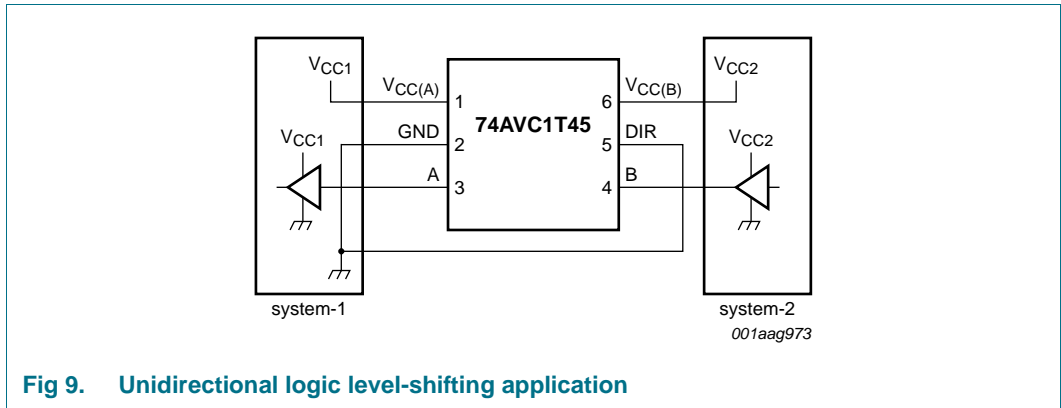 VCC1
VCC(A)
1
74AVC1T45
6
VCC(B)
VCC2
GND
2
5
DIR
VCC1
A
3
4
B
VCC2
system-1
system-2
001aag973
Fig 9. Unidirectional logic level-shifting application